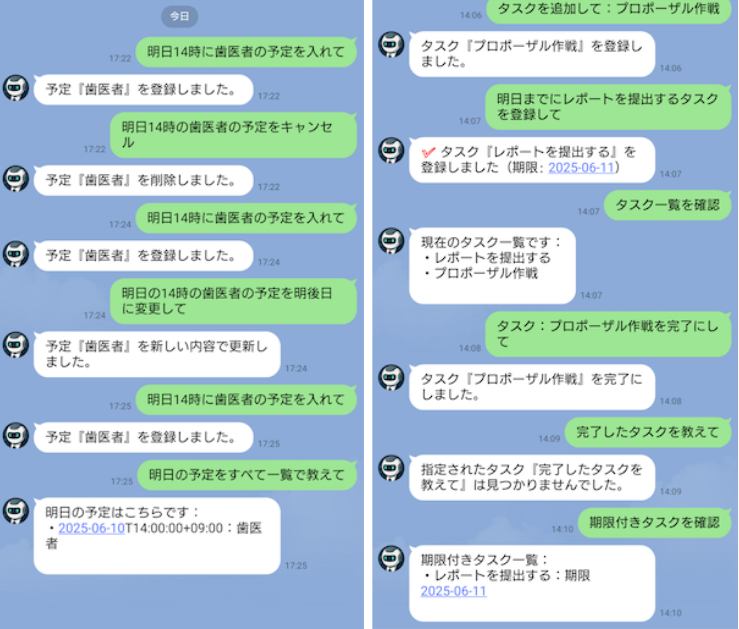 今日
明日14時に歯医者の予定を入れて
17:22
予定『歯医者』を登録しました。
17:22
明日14時の歯医者の予定をキャンセ
ル
17:22
予定『歯医者』を削除しました。
17:22
明日14時に歯医者の予定を入れて
17:24
予定『歯医者』を登録しました。
17:24
明日の14時の歯医者の予定を明後日
に変更して
17:24
予定『歯医者』を新しい内容で更新し
ました。
17:24
明日14時に歯医者の予定を入れて
17:25
予定『歯医者』を登録しました。
17:25
明日の予定をすべて一覧で教えて
17:25
明日の予定はこちらです：
・2025-06-10T14:00:00+09:00：歯医
者
17:25
タスクを追加して：プロポーザル作戦
14:06
タスク『プロポーザル作戦』を登録し
ました。
14:06
明日までにレポートを提出するタスク
を登録して
14:07
タスク『レポートを提出する』を
登録しました（期限: 2025-06-11）
14:07
タスク一覧を確認
14:07
現在のタスク一覧です：
・レポートを提出する
・プロポーザル作戦
14:07
タスク：プロポーザル作戦を完了にし
て
14:08
タスク『プロポーザル作戦』を完了に
しました。
14:08
完了したタスクを教えて
14:09
指定されたタスク『完了したタスクを
教えて』は見つかりませんでした。
14:09
期限付きタスクを確認
14:10
期限付きタスク一覧：
・レポートを提出する：期限
2025-06-11
14:10